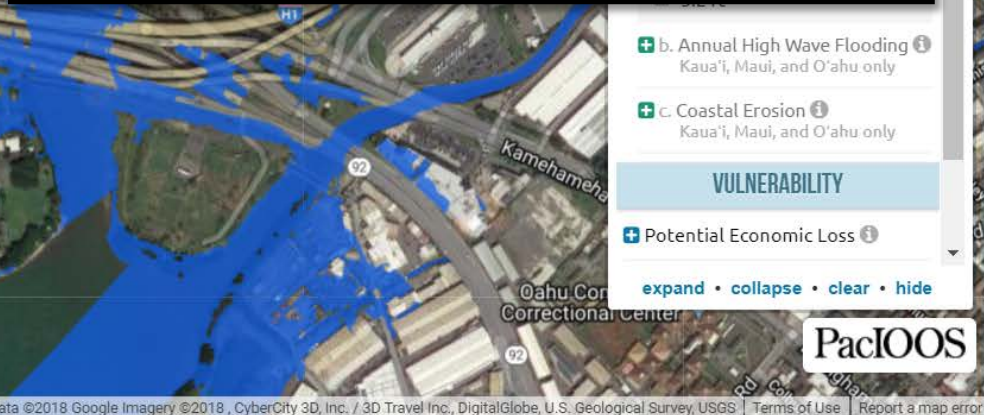 H1
b. Annual High Wave Flooding
Kaua'i, Maui, and O'ahu only
c. Coastal Erosion
Kaua'i, Maui, and O'ahu only
VULNERABILITY
Potential Economic Loss
expand • collapse • clear • hide
92
Kamehameha
Oahu Com
Correctional Center
92
PacIOOS
Rd
ata ©2018 Google Imagery ©2018 , CyberCity 3D, Inc. / 3D Travel Inc., DigitalGlobe, U.S. Geological Survey, USGS
Terms of Use
Report a map error